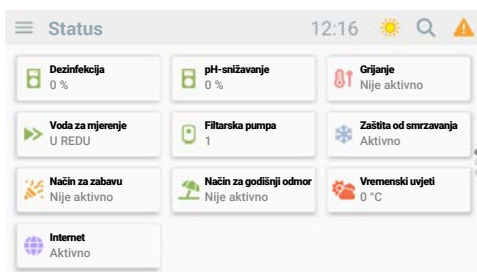 Status
12:16
Dezinfekcija
0 %
pH-snižavanje
0 %
Grijanje
Nije aktivno
Voda za mjerenje
U REDU
Filtarska pumpa
1
Zaštita od smrzavanja
Aktivno
Način za zabavu
Nije aktivno
Način za godišnji odmor
Nije aktivno
Vremenski uvjeti
0 °C
Internet
Aktivno